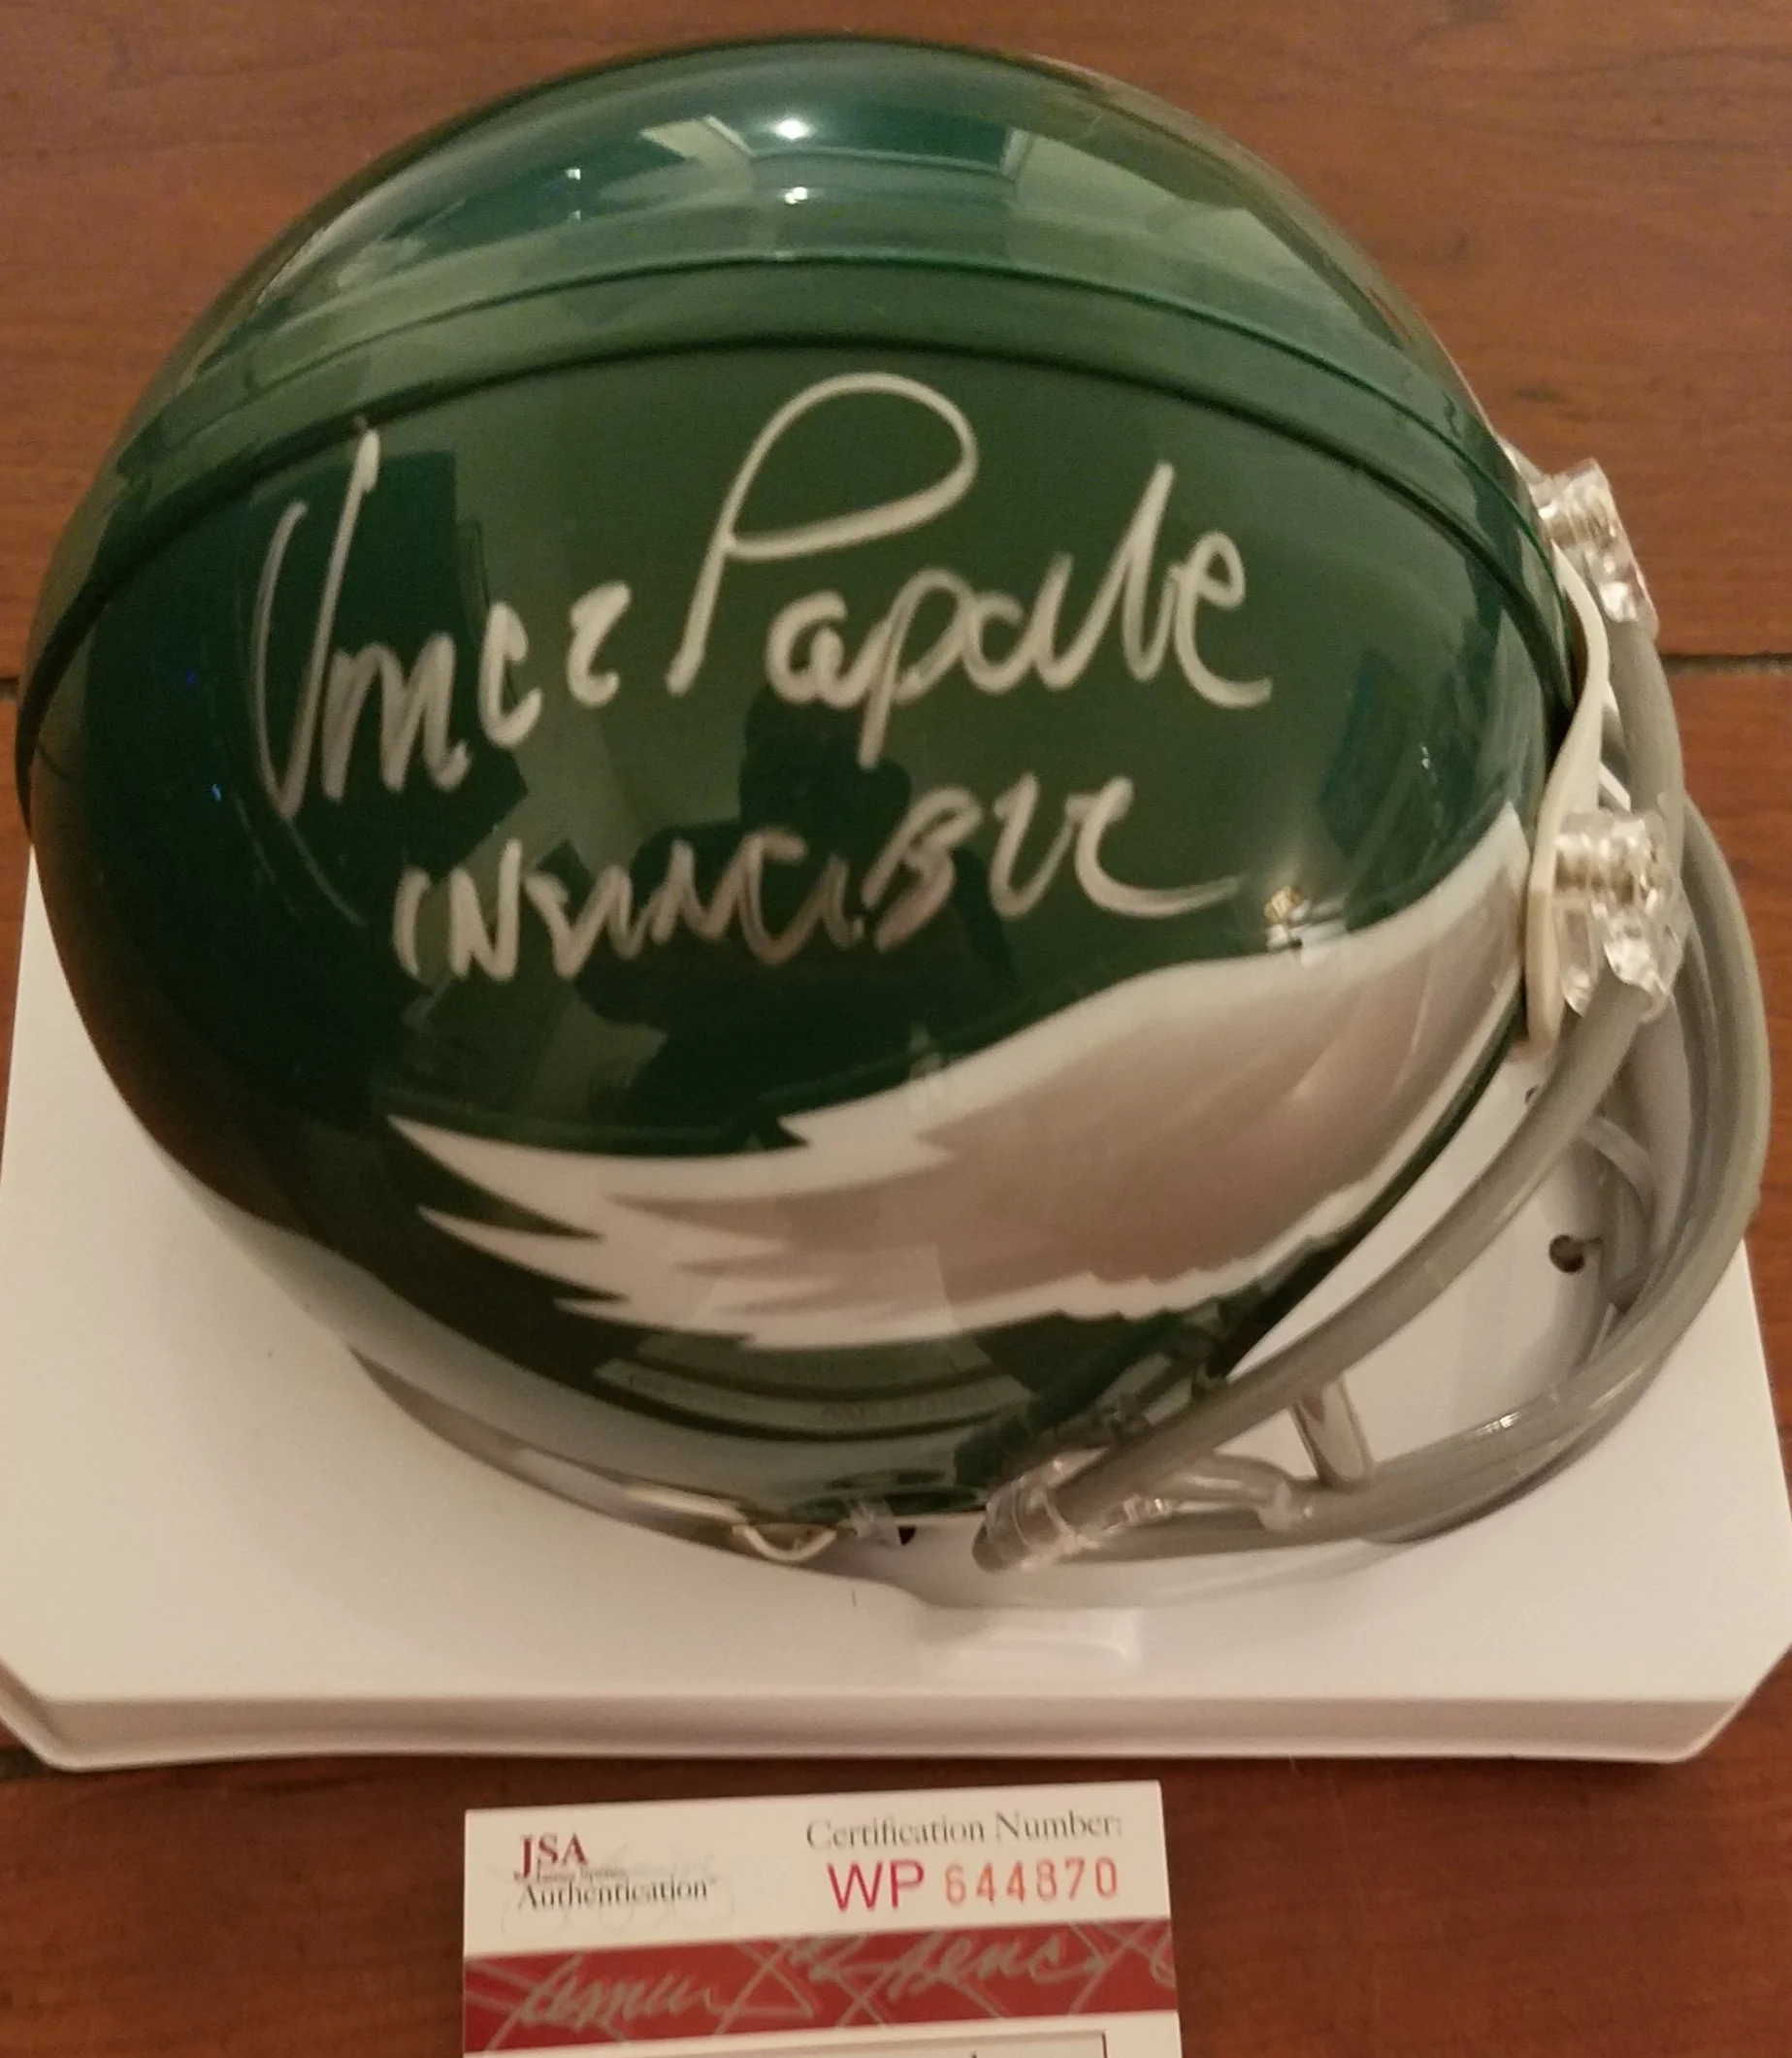 Vince Papale
INVINCIBLE
JSA
Authentication
Certification Number:
WP 644870